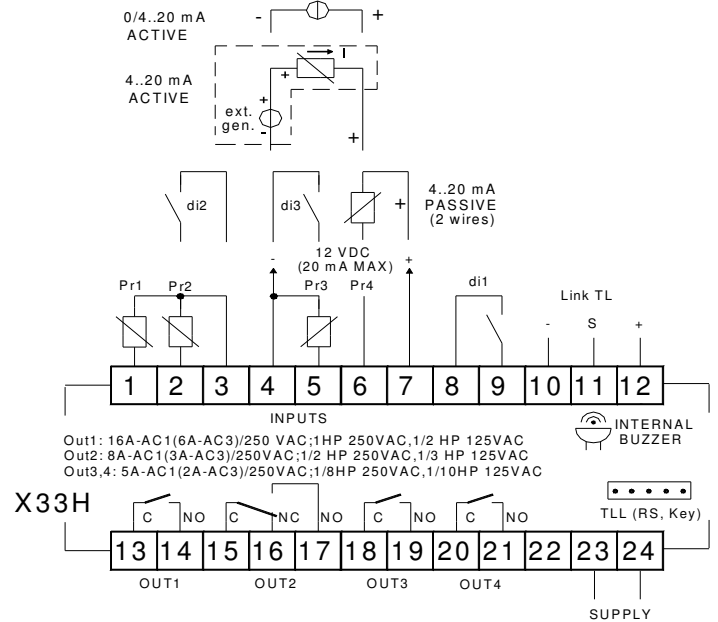 0/4..20 mA
ACTIVE
- +
I
+
4..20 mA
ACTIVE
+
ext.
gen.
-
+
di2
di3
+
4..20 mA
PASSIVE
(2 wires)
- 12 VDC +
(20 mA MAX)
Pr1 Pr2 Pr3 Pr4 di1
Link TL
- S +
1 2 3 4 5 6 7 8 9 10 11 12
INPUTS
INTERNAL
BUZZER
Out1: 16A-AC1(6A-AC3)/250 VAC;1HP 250VAC,1/2 HP 125VAC
Out2: 8A-AC1(3A-AC3)/250VAC;1/2 HP 250VAC,1/3 HP 125VAC
Out3,4: 5A-AC1(2A-AC3)/250VAC;1/8HP 250VAC,1/10HP 125VAC
X33H
TLL (RS, Key)
C NO C NC NO C NO C NO
13 14 15 16 17 18 19 20 21 22 23 24
OUT1 OUT2 OUT3 OUT4
SUPPLY